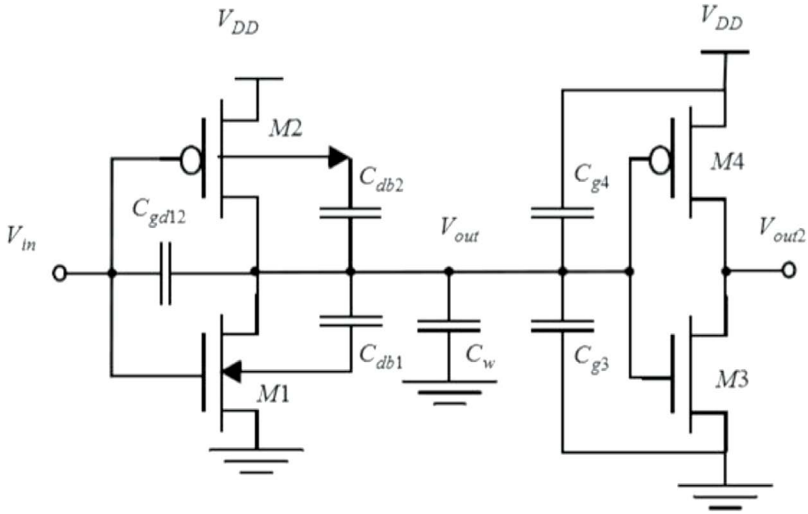 V_DD
V_DD
M2
M4
C_db2
C_g4
C_gd12
V_in
V_out
V_out2
C_db1
C_w
C_g3
M1
M3